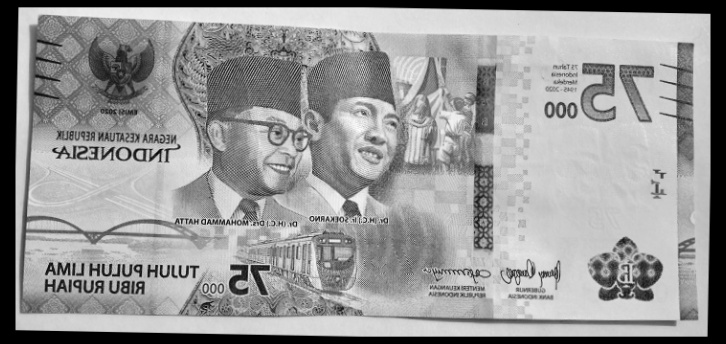 75
000
75 Tahun
Indonesia
Merdeka
1945 - 2020
EMISI 2020
NEGARA KESATUAN REPUBLIK
INDONESIA
Dr. (H.C.) Ir. SOEKARNO
Dr. (H.C.) Drs. MOHAMMAD HATTA
TUJUH PULUH LIMA
RIBU RUPIAH
75 000
GUBERNUR
BANK INDONESIA
MENTERI KEUANGAN
REPUBLIK INDONESIA